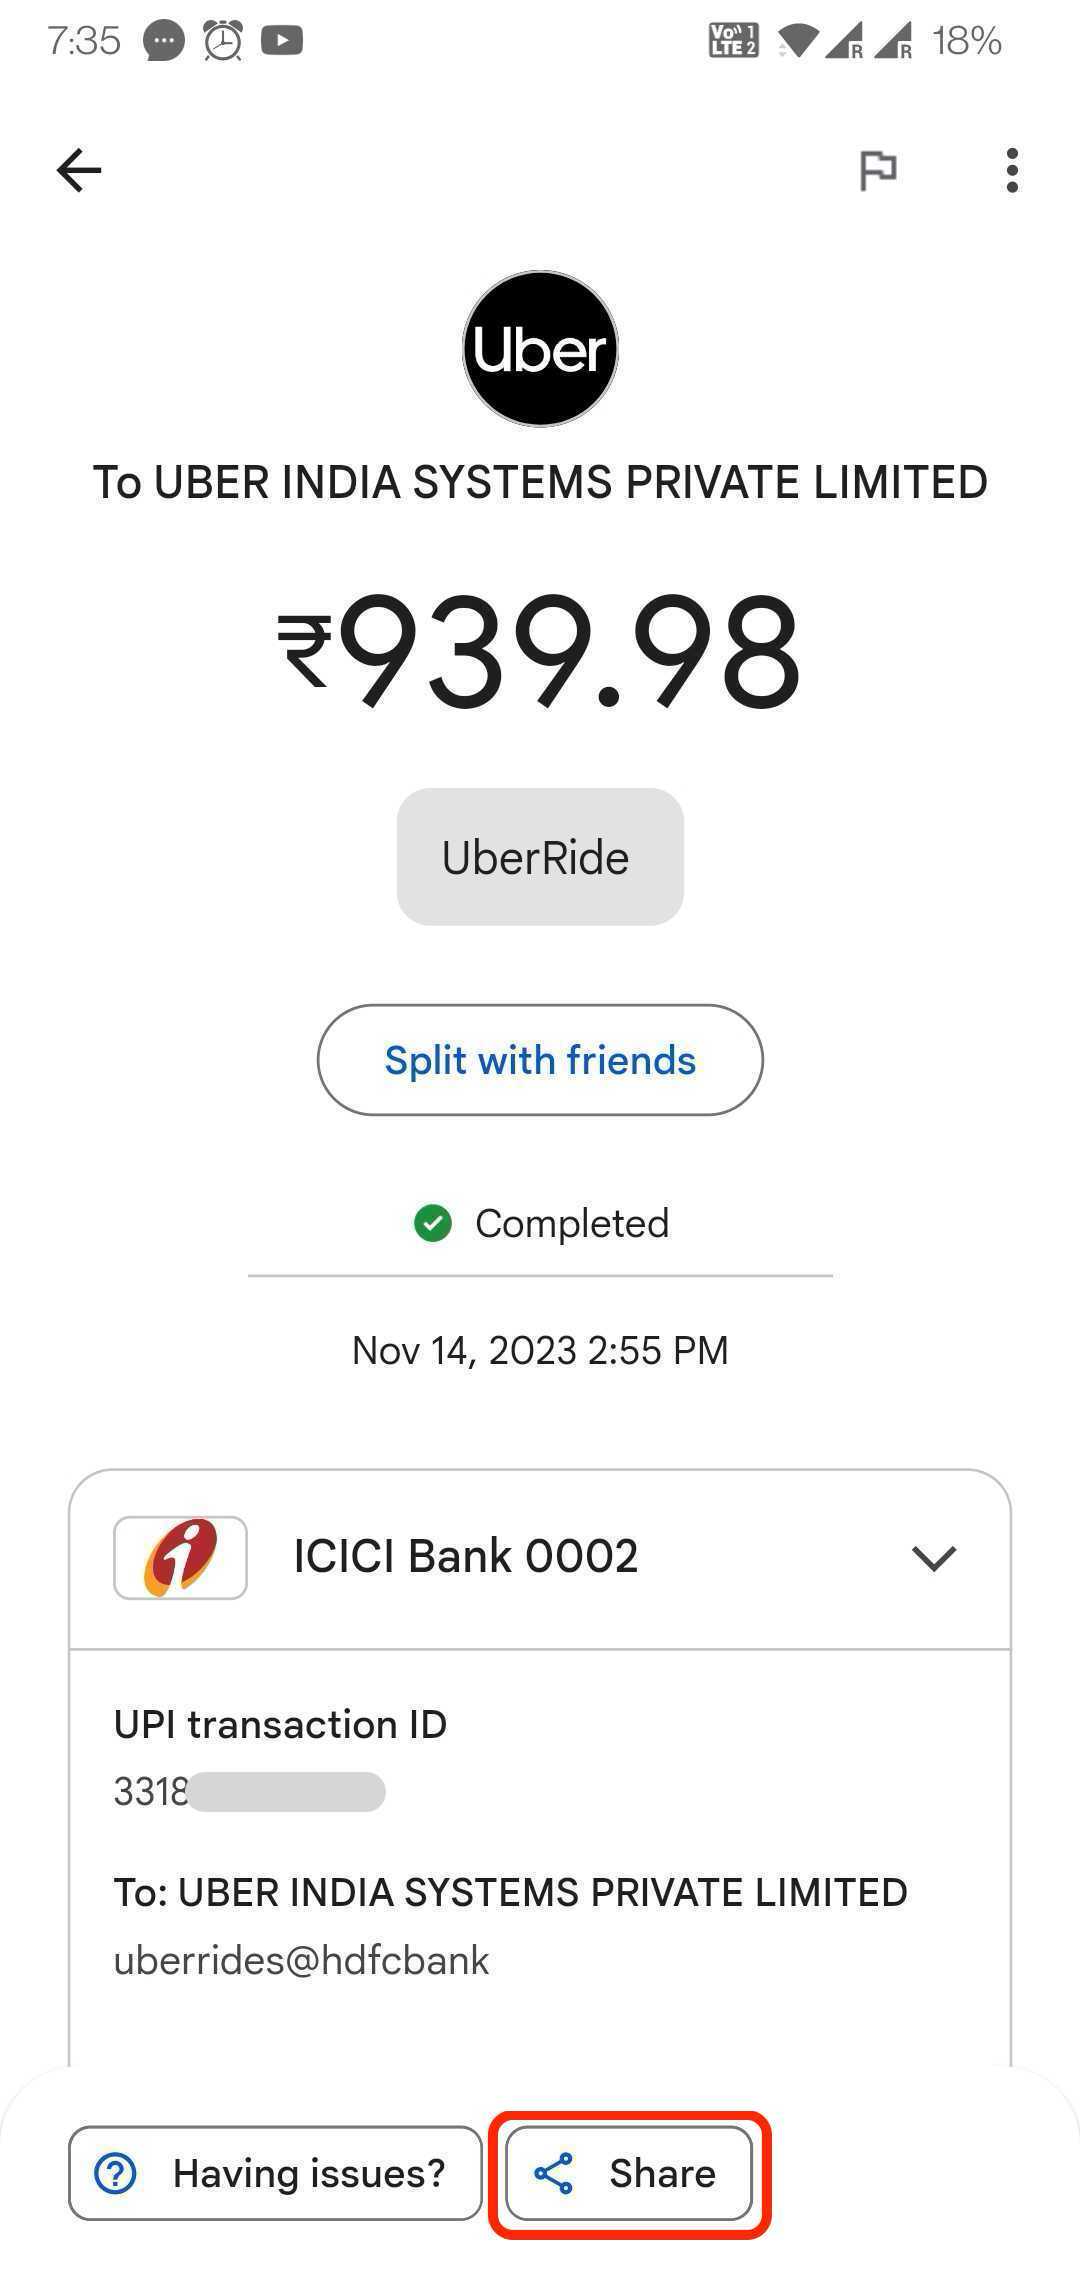 7:35 Vo)) 1 LTE 2 R R 18%
Uber
To UBER INDIA SYSTEMS PRIVATE LIMITED
₹939.98
UberRide
Split with friends
Completed
Nov 14, 2023 2:55 PM
ICICI Bank 0002
UPI transaction ID
3318
To: UBER INDIA SYSTEMS PRIVATE LIMITED
uberrides@hdfcbank
Having issues? Share